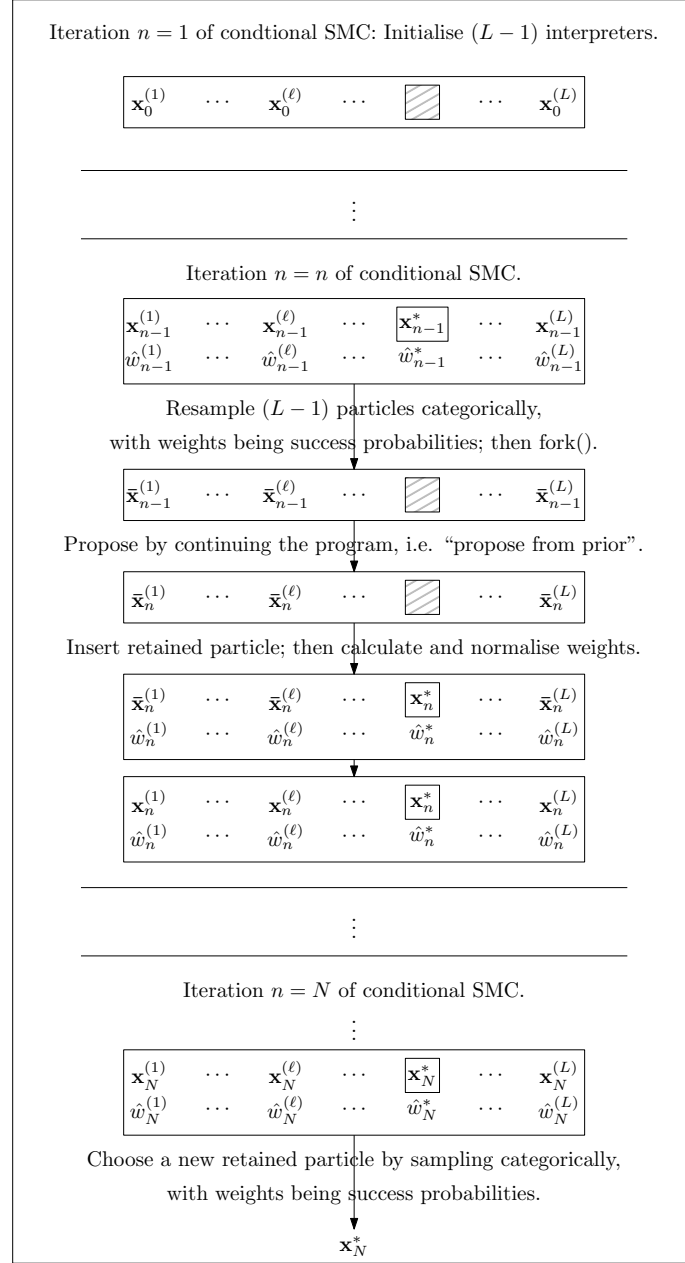 Iteration n = 1 of condtional SMC: Initialise (L − 1) interpreters.
x_0^{(1)} ⋯ x_0^{(ℓ)} ⋯ ⋯ x_0^{(L)}
⋮
Iteration n = n of conditional SMC.
x_{n−1}^{(1)} ⋯ x_{n−1}^{(ℓ)} ⋯ x_{n−1}^* ⋯ x_{n−1}^{(L)}
ŵ_{n−1}^{(1)} ⋯ ŵ_{n−1}^{(ℓ)} ⋯ ŵ_{n−1}^* ⋯ ŵ_{n−1}^{(L)}
Resample (L − 1) particles categorically,
with weights being success probabilities; then fork().
x̄_{n−1}^{(1)} ⋯ x̄_{n−1}^{(ℓ)} ⋯ ⋯ x̄_{n−1}^{(L)}
Propose by continuing the program, i.e. “propose from prior”.
x̄_n^{(1)} ⋯ x̄_n^{(ℓ)} ⋯ ⋯ x̄_n^{(L)}
Insert retained particle; then calculate and normalise weights.
x̄_n^{(1)} ⋯ x̄_n^{(ℓ)} ⋯ x_n^* ⋯ x̄_n^{(L)}
ŵ_n^{(1)} ⋯ ŵ_n^{(ℓ)} ⋯ ŵ_n^* ⋯ ŵ_n^{(L)}
x_n^{(1)} ⋯ x_n^{(ℓ)} ⋯ x_n^* ⋯ x_n^{(L)}
ŵ_n^{(1)} ⋯ ŵ_n^{(ℓ)} ⋯ ŵ_n^* ⋯ ŵ_n^{(L)}
⋮
Iteration n = N of conditional SMC.
⋮
x_N^{(1)} ⋯ x_N^{(ℓ)} ⋯ x_N^* ⋯ x_N^{(L)}
ŵ_N^{(1)} ⋯ ŵ_N^{(ℓ)} ⋯ ŵ_N^* ⋯ ŵ_N^{(L)}
Choose a new retained particle by sampling categorically,
with weights being success probabilities.
x_N^*